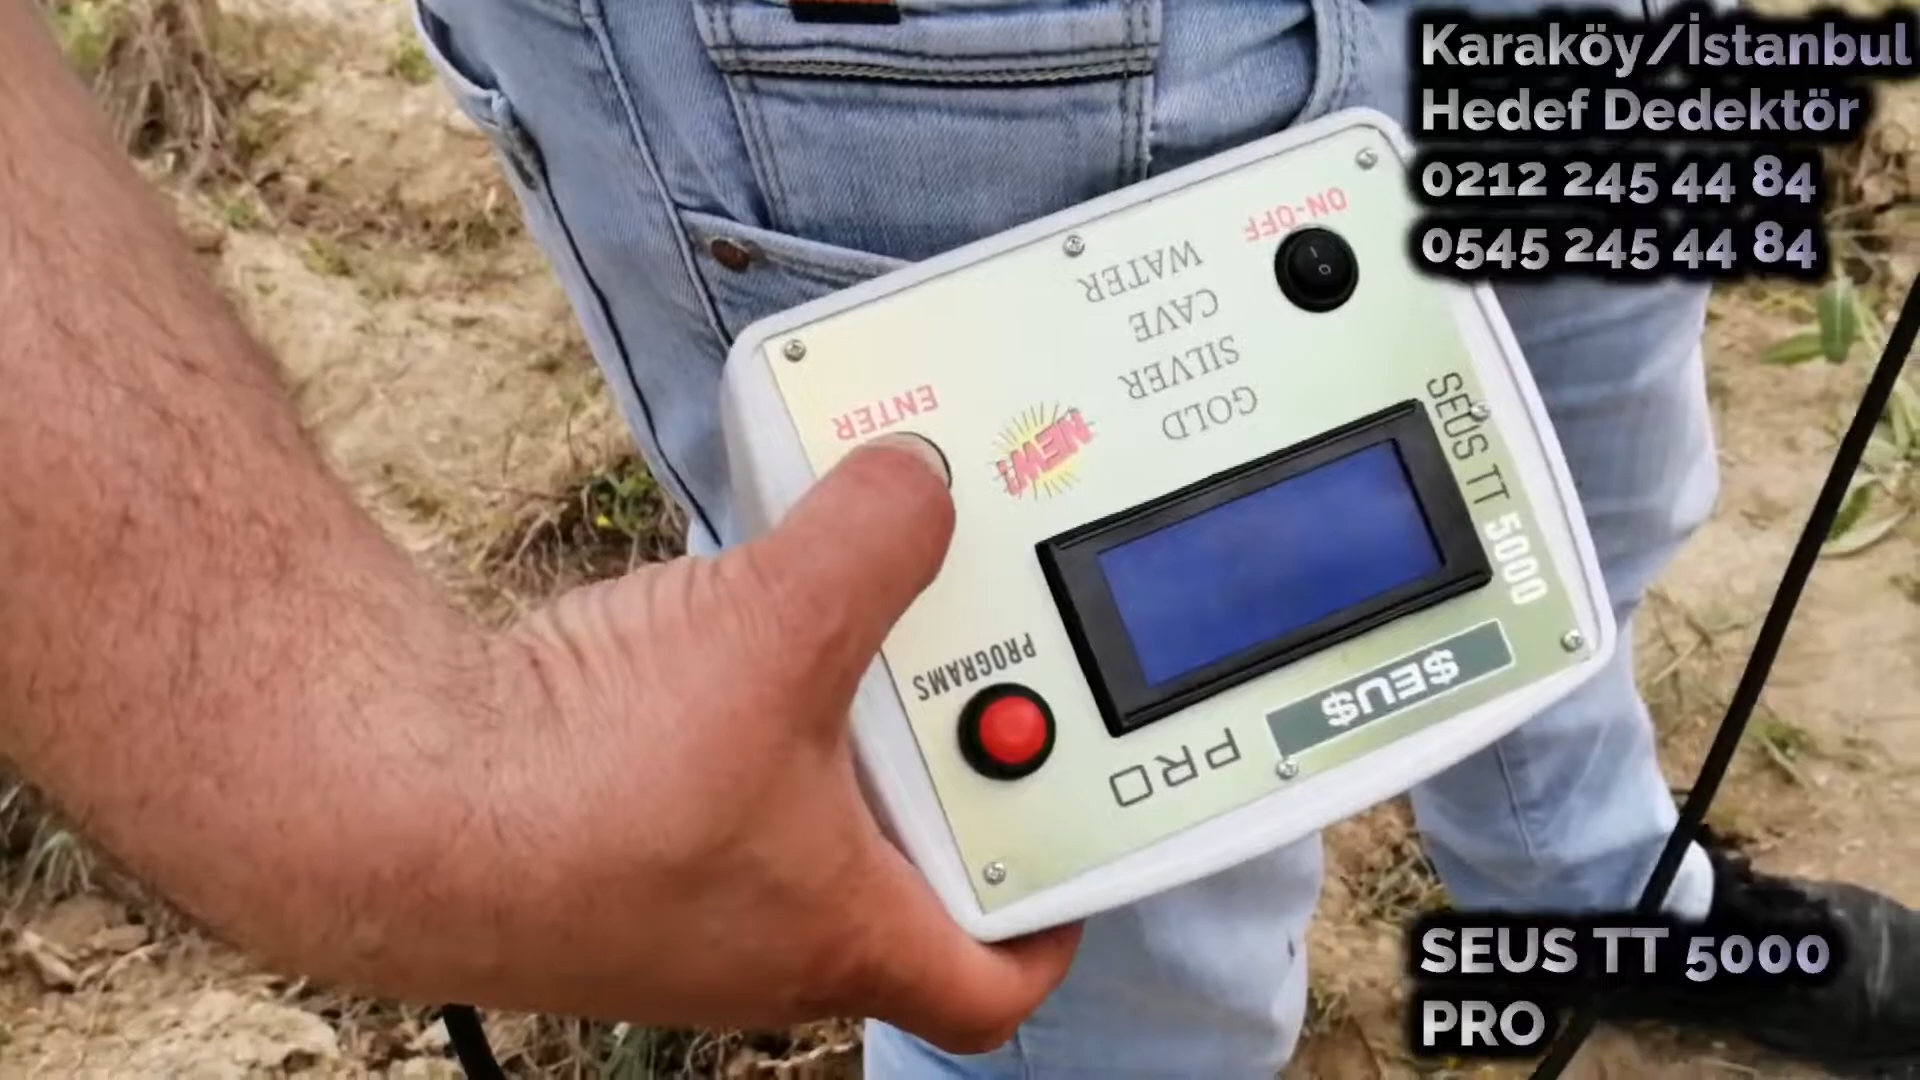 Karaköy/İstanbul
Hedef Dedektör
0212 245 44 84
0545 245 44 84
ON-OFF
WATER
CAVE
SILVER
GOLD
ENTER
NEW!
SEUS TT 5000
PROGRAMS
$EU$
PRO
SEUS TT 5000
PRO